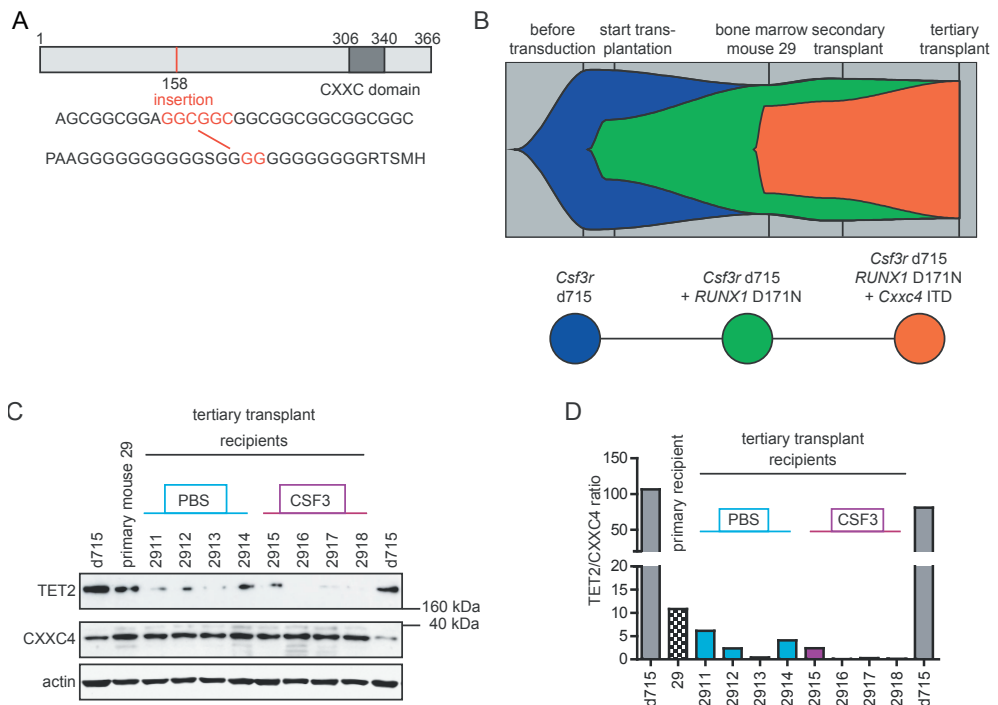 A
1
306
340
366
158
CXXC domain
insertion
AGCGGCGGAGGCGGCGGCGGCGGCGGCGGC
PAAGGGGGGGGGGSGGGGGGGGGGGGGRTSMH
B
before
transduction
start trans-
plantation
bone marrow
mouse 29
secondary
transplant
tertiary
transplant
Csf3r
d715
Csf3r d715
+ RUNX1 D171N
Csf3r d715
RUNX1 D171N
+ Cxxc4 ITD
C
tertiary transplant
recipients
PBS
CSF3
d715
primary mouse 29
2911
2912
2913
2914
2915
2916
2917
2918
d715
TET2
160 kDa
40 kDa
CXXC4
actin
D
TET2/CXXC4 ratio
150
100
50
20
15
10
5
0
primary recipient
tertiary transplant
recipients
PBS
CSF3
d715
29
2911
2912
2913
2914
2915
2916
2917
2918
d715